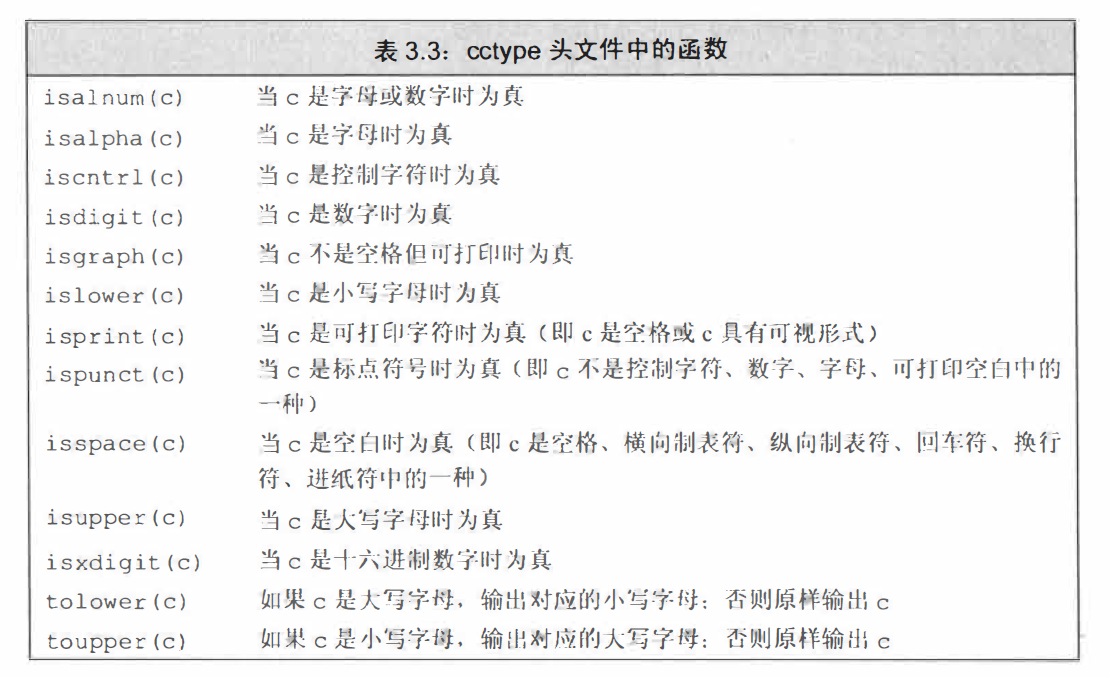 表 3.3：cctype 头文件中的函数
isalnum(c) 当 c 是字母或数字时为真
isalpha(c) 当 c 是字母时为真
iscntrl(c) 当 c 是控制字符时为真
isdigit(c) 当 c 是数字时为真
isgraph(c) 当 c 不是空格但可打印时为真
islower(c) 当 c 是小写字母时为真
isprint(c) 当 c 是可打印字符时为真（即 c 是空格或 c 具有可视形式）
ispunct(c) 当 c 是标点符号时为真（即 c 不是控制字符、数字、字母、可打印空白中的
一种）
isspace(c) 当 c 是空白时为真（即 c 是空格、横向制表符、纵向制表符、回车符、换行
符、进纸符中的一种）
isupper(c) 当 c 是大写字母时为真
isxdigit(c) 当 c 是十六进制数字时为真
tolower(c) 如果 c 是大写字母，输出对应的小写字母；否则原样输出 c
toupper(c) 如果 c 是小写字母，输出对应的大写字母；否则原样输出 c